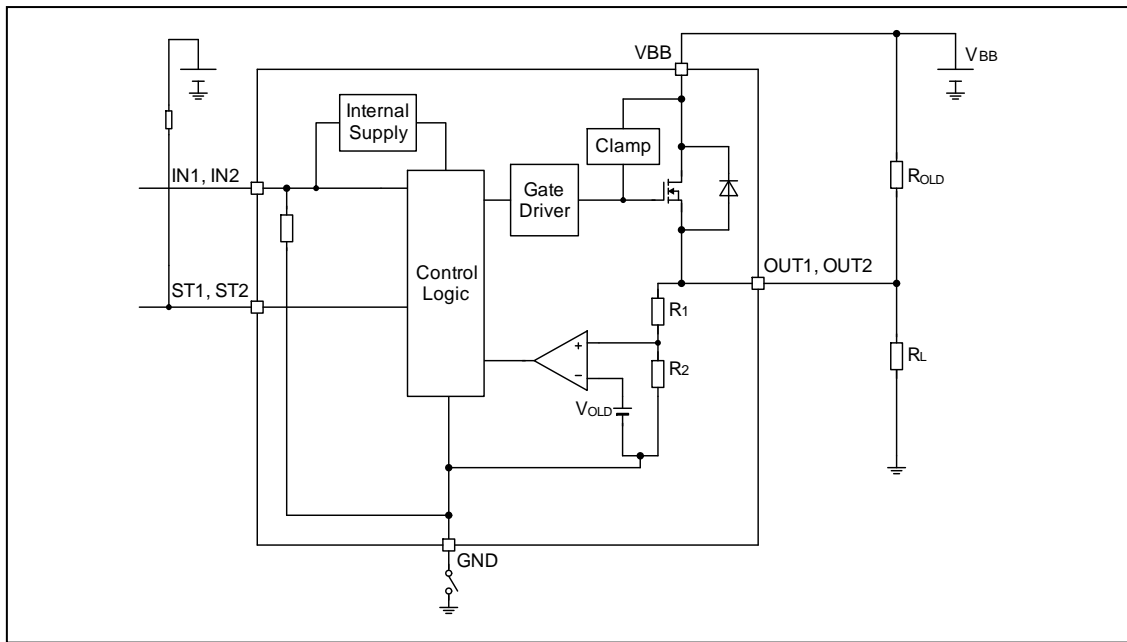 VBB
VBB
Internal
Supply
Clamp
IN1, IN2
Gate
Driver
ROLD
OUT1, OUT2
Control
Logic
ST1, ST2
R1
+
R2
RL
−
VOLD
GND